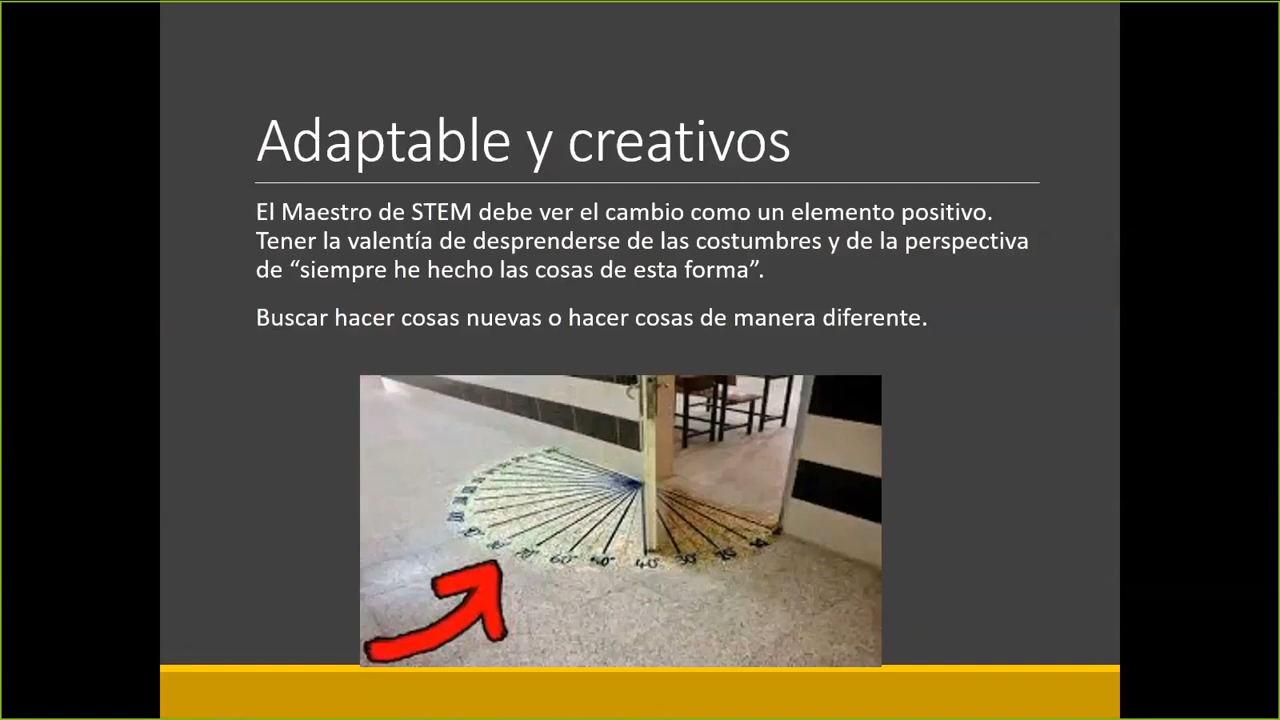 Adaptable y creativos
El Maestro de STEM debe ver el cambio como un elemento positivo.
Tener la valentía de desprenderse de las costumbres y de la perspectiva
de “siempre he hecho las cosas de esta forma”.
Buscar hacer cosas nuevas o hacer cosas de manera diferente.
60° 40